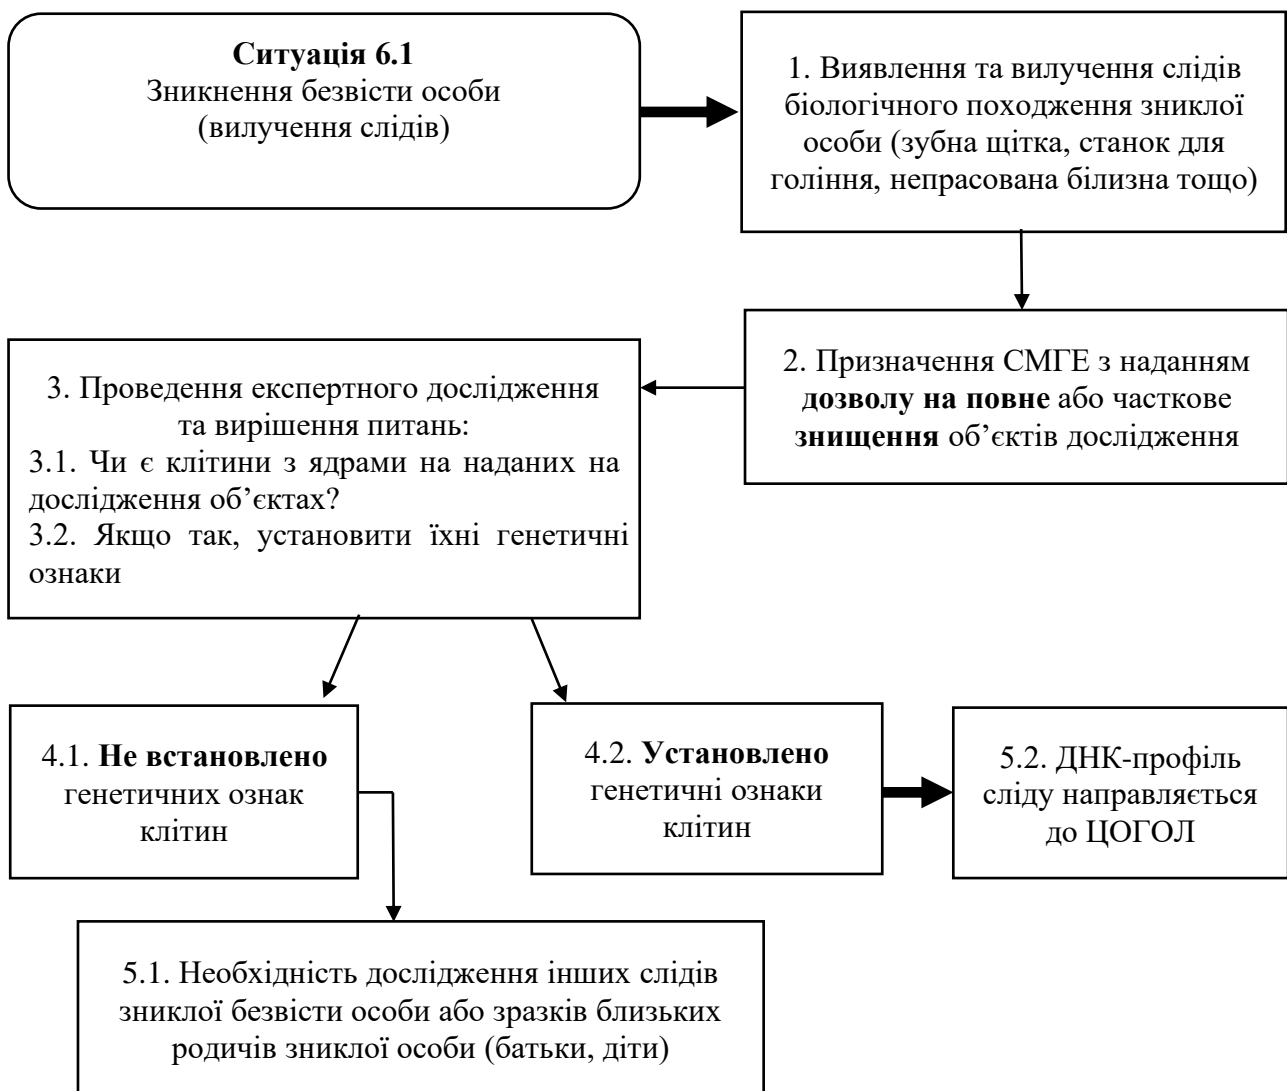 Ситуація 6.1
Зникнення безвісти особи
(вилучення слідів)
1. Виявлення та вилучення слідів
біологічного походження зниклої
особи (зубна щітка, станок для
гоління, непрасована білизна тощо)
2. Призначення СМГЕ з наданням
дозволу на повне або часткове
знищення об’єктів дослідження
3. Проведення експертного дослідження
та вирішення питань:
3.1. Чи є клітини з ядрами на наданих на
дослідження об’єктах?
3.2. Якщо так, установити їхні генетичні
ознаки
4.1. Не встановлено
генетичних ознак
клітин
4.2. Установлено
генетичні ознаки
клітин
5.2. ДНК-профіль
сліду направляється
до ЦОГОЛ
5.1. Необхідність дослідження інших слідів
зниклої безвісти особи або зразків близьких
родичів зниклої особи (батьки, діти)